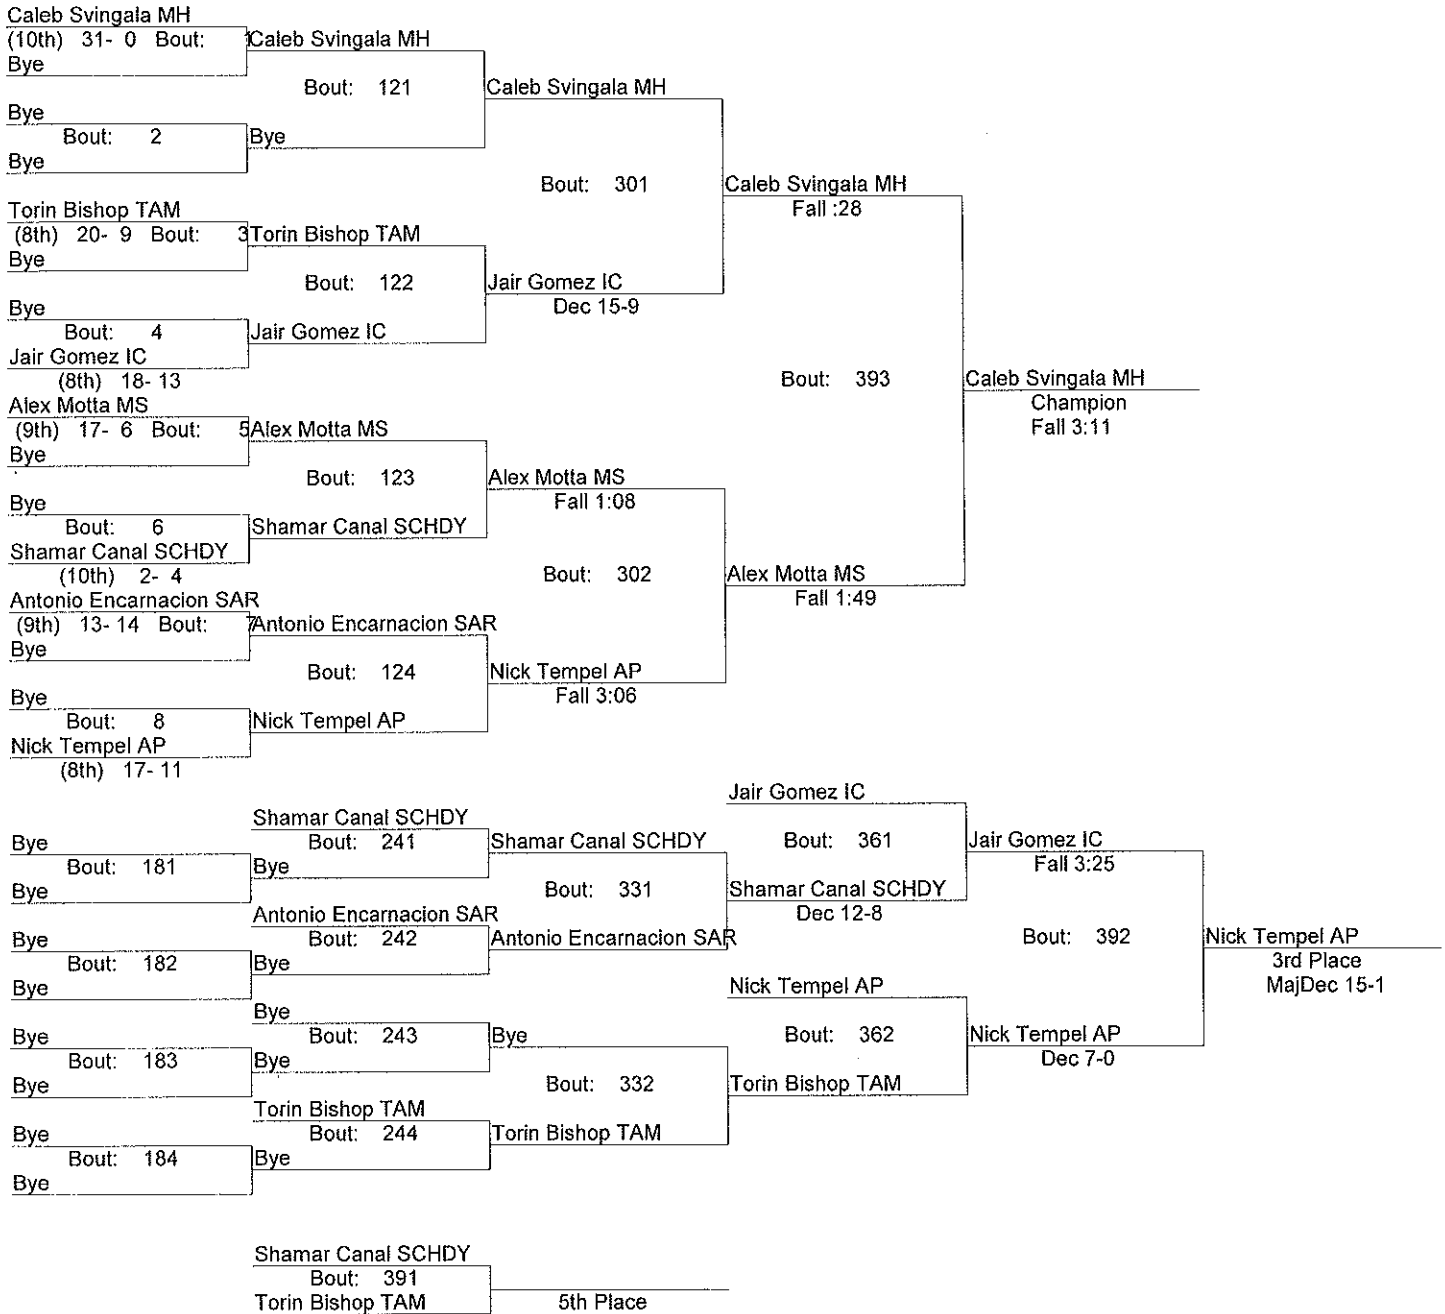 Caleb Svingala MH
(10th) 31- 0 Bout: 1
Bye
Caleb Svingala MH
Bout: 121
Caleb Svingala MH
Bye
Bout: 2
Bye
Bye
Bout: 301
Caleb Svingala MH
Fall :28
Torin Bishop TAM
(8th) 20- 9 Bout: 3
Bye
Torin Bishop TAM
Bout: 122
Jair Gomez IC
Dec 15-9
Bye
Bout: 4
Jair Gomez IC
Jair Gomez IC
(8th) 18- 13
Bout: 393
Caleb Svingala MH
Champion
Fall 3:11
Alex Motta MS
(9th) 17- 6 Bout: 5
Bye
Alex Motta MS
Bout: 123
Alex Motta MS
Fall 1:08
Bye
Bout: 6
Shamar Canal SCHDY
Shamar Canal SCHDY
(10th) 2- 4
Bout: 302
Alex Motta MS
Fall 1:49
Antonio Encarnacion SAR
(9th) 13- 14 Bout: 7
Bye
Antonio Encarnacion SAR
Bout: 124
Nick Tempel AP
Fall 3:06
Bye
Bout: 8
Nick Tempel AP
Nick Tempel AP
(8th) 17- 11
Jair Gomez IC
Shamar Canal SCHDY
Bye
Bout: 241
Shamar Canal SCHDY
Bout: 361
Jair Gomez IC
Fall 3:25
Bout: 181
Bye
Bye
Bout: 331
Shamar Canal SCHDY
Dec 12-8
Antonio Encarnacion SAR
Bye
Bout: 242
Antonio Encarnacion SAR
Bout: 392
Nick Tempel AP
3rd Place
MajDec 15-1
Bout: 182
Bye
Bye
Nick Tempel AP
Bye
Bye
Bout: 243
Bye
Bout: 362
Nick Tempel AP
Dec 7-0
Bout: 183
Bye
Bye
Bout: 332
Torin Bishop TAM
Torin Bishop TAM
Bye
Bout: 244
Torin Bishop TAM
Bout: 184
Bye
Bye
Shamar Canal SCHDY
Bout: 391
Torin Bishop TAM
5th Place